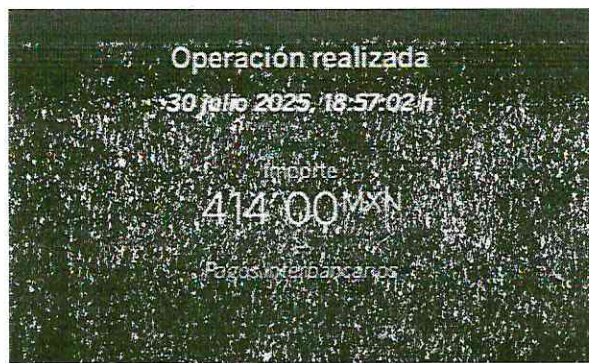 Operación realizada
30 julio 2025, 18:57:02 h
Importe
414.00 MXN
Pagos interbancarios